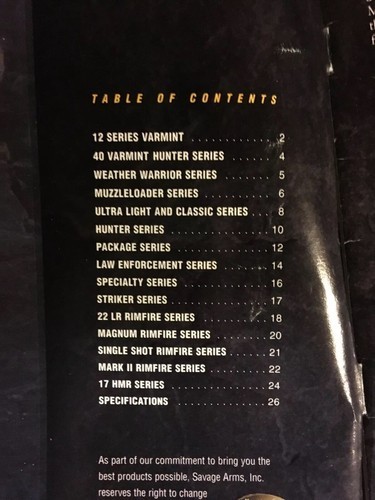 TABLE OF CONTENTS
12 SERIES VARMINT . . . . . . . . . . . . . 2
40 VARMINT HUNTER SERIES . . . . . . 4
WEATHER WARRIOR SERIES . . . . . . . 5
MUZZLELOADER SERIES . . . . . . . . . . 6
ULTRA LIGHT AND CLASSIC SERIES . . . 8
HUNTER SERIES . . . . . . . . . . . . . . . 10
PACKAGE SERIES . . . . . . . . . . . . . . 12
LAW ENFORCEMENT SERIES . . . . . . . . 14
SPECIALTY SERIES . . . . . . . . . . . . . 16
STRIKER SERIES . . . . . . . . . . . . . . 17
22 LR RIMFIRE SERIES . . . . . . . . . . 18
MAGNUM RIMFIRE SERIES . . . . . . . . 20
SINGLE SHOT RIMFIRE SERIES . . . . . . 21
MARK II RIMFIRE SERIES . . . . . . . . . 22
17 HMR SERIES . . . . . . . . . . . . . . 24
SPECIFICATIONS . . . . . . . . . . . . . . 26
As part of our commitment to bring you the
best products possible, Savage Arms, Inc.
reserves the right to change